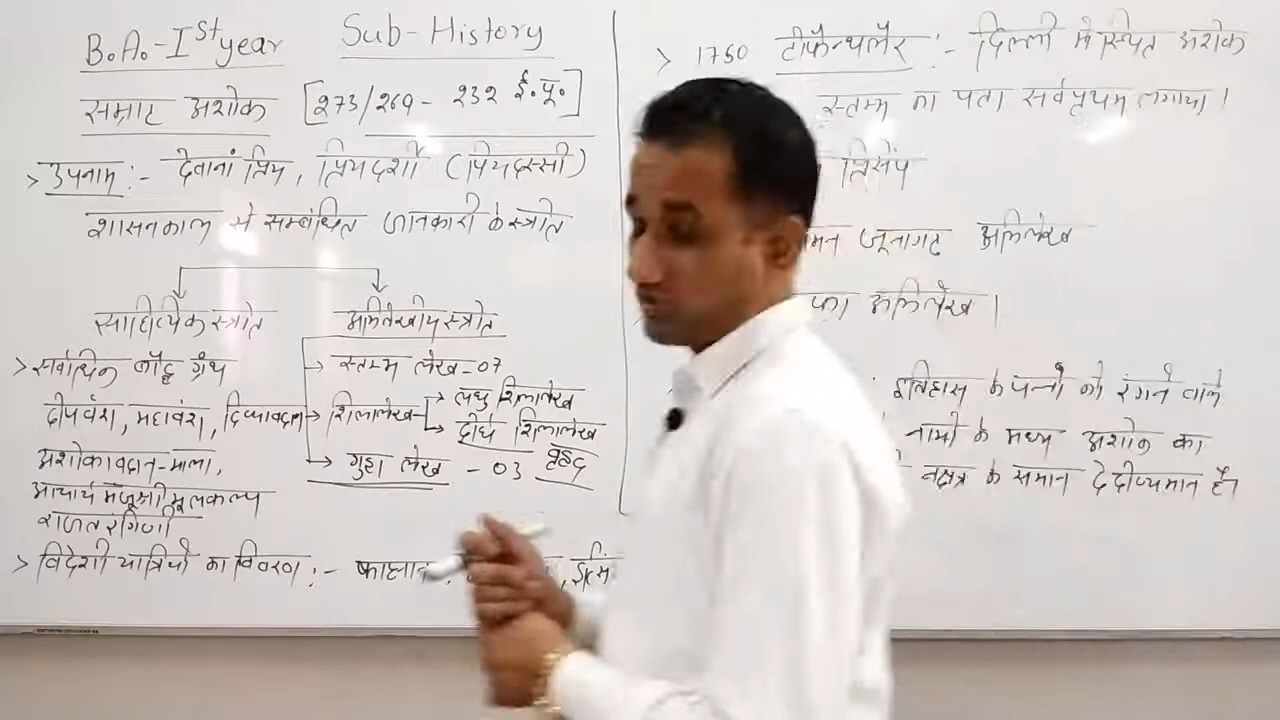 B.A.-Ist year
Sub-History
सम्राट अशोक [273/269- 232 ई.पू.]
> उपनाम :- देवानां प्रिय, प्रियदर्शी (पियदस्सी)
शासनकाल से सम्बंधित जानकारी के स्त्रोत
साहित्यिक स्त्रोत
अभिलेखीय स्त्रोत
> सर्वाधिक बौद्ध ग्रंथ
दीपवंश, महावंश, दिव्यावदान
अशोकावदान-माला,
आचार्य मंजूश्रीमूलकल्प
राजतरंगिणी
→ स्तम्भ लेख-07
→ शिलालेख → लघु शिलालेख
→ दीर्घ शिलालेख
वृहद
→ गुहा लेख - 03
> विदेशी यात्रियों का विवरण :- फाह्यान
> 1750 टीफैन्थलैर :- दिल्ली मे स्थित अशोक
स्तम्भ का पता सर्वप्रथम लगाया।
प्रिंसेप
जूनागढ अभिलेख
अभिलेख।
इतिहास के पन्नों को रंगने वाले
नामों के मध्य अशोक का
नक्षत्र के समान देदीप्यमान है।